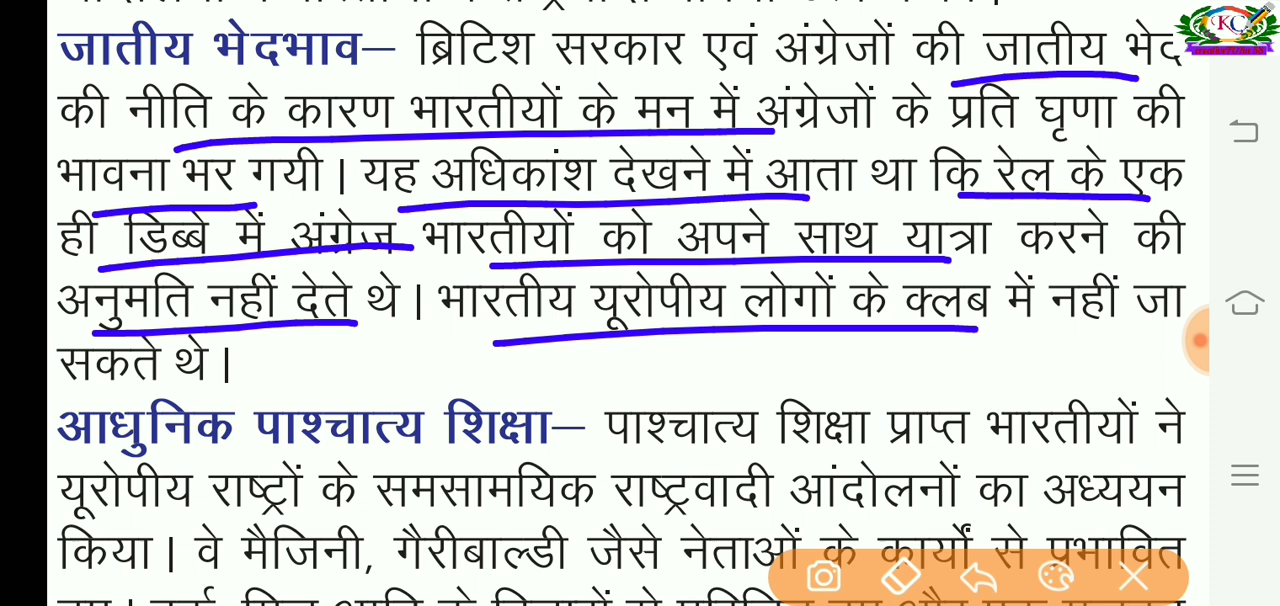 जातीय भेदभाव– ब्रिटिश सरकार एवं अंग्रेजों की जातीय भेद
की नीति के कारण भारतीयों के मन में अंग्रेजों के प्रति घृणा की
भावना भर गयी। यह अधिकांश देखने में आता था कि रेल के एक
ही डिब्बे में अंग्रेज भारतीयों को अपने साथ यात्रा करने की
अनुमति नहीं देते थे। भारतीय यूरोपीय लोगों के क्लब में नहीं जा
सकते थे।
आधुनिक पाश्चात्य शिक्षा– पाश्चात्य शिक्षा प्राप्त भारतीयों ने
यूरोपीय राष्ट्रों के समसामयिक राष्ट्रवादी आंदोलनों का अध्ययन
किया। वे मैजिनी, गैरीबाल्डी जैसे नेताओं के कार्यों से प्रभावित
KC